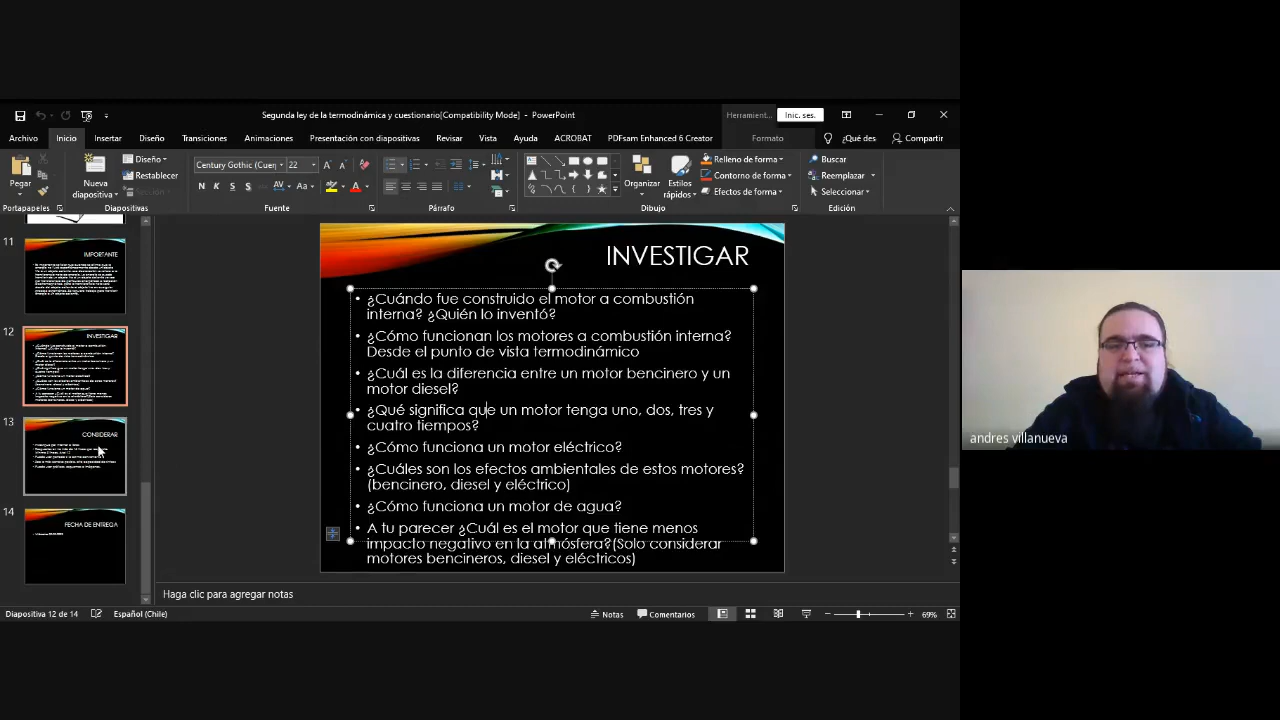 Segunda ley de la termodinámica y cuestionario[Compatibility Mode] - PowerPoint
Herramient...
Inic. ses.
Archivo Inicio Insertar Diseño Transiciones Animaciones Presentación con diapositivas Revisar Vista Ayuda ACROBAT PDFsam Enhanced 6 Creator Formato ¿Qué des Compartir
Pegar
Nueva diapositiva
Diseño
Restablecer
Sección
Century Gothic (Cuer 22
N K S S AV Aa A
Organizar
Estilos rápidos
Relleno de forma
Contorno de forma
Efectos de forma
Buscar
Reemplazar
Seleccionar
Portapapeles Diapositivas Fuente Párrafo Dibujo Edición
11
IMPORTANTE
12
INVESTIGAR
13
CONSIDERAR
14
FECHA DE ENTREGA
INVESTIGAR
• ¿Cuándo fue construido el motor a combustión
interna? ¿Quién lo inventó?
• ¿Cómo funcionan los motores a combustión interna?
Desde el punto de vista termodinámico
• ¿Cuál es la diferencia entre un motor bencinero y un
motor diesel?
• ¿Qué significa que un motor tenga uno, dos, tres y
cuatro tiempos?
• ¿Cómo funciona un motor eléctrico?
• ¿Cuáles son los efectos ambientales de estos motores?
(bencinero, diesel y eléctrico)
• ¿Cómo funciona un motor de agua?
• A tu parecer ¿Cuál es el motor que tiene menos
impacto negativo en la atmósfera?(Solo considerar
motores bencineros, diesel y eléctricos)
andres villanueva
Haga clic para agregar notas
Diapositiva 12 de 14 Español (Chile) Notas Comentarios 69%